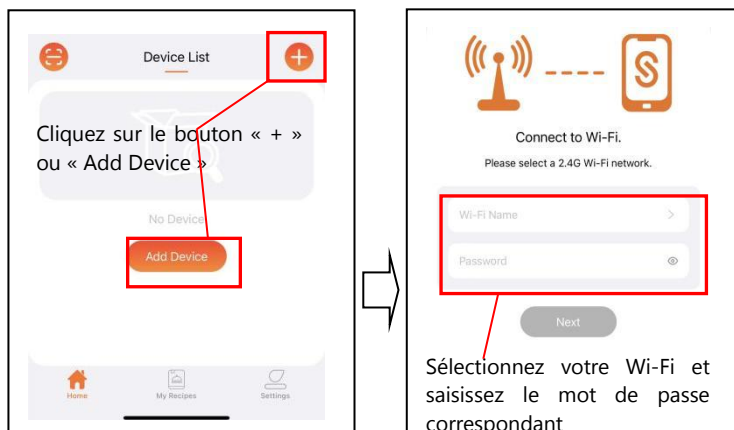 Device List
Cliquez sur le bouton « + »
ou « Add Device »
No Device
Add Device
Home
My Recipes
Settings
Connect to Wi-Fi.
Please select a 2.4G Wi-Fi network.
Wi-Fi Name
Password
Next
Sélectionnez votre Wi-Fi et
saisissez le mot de passe
correspondant